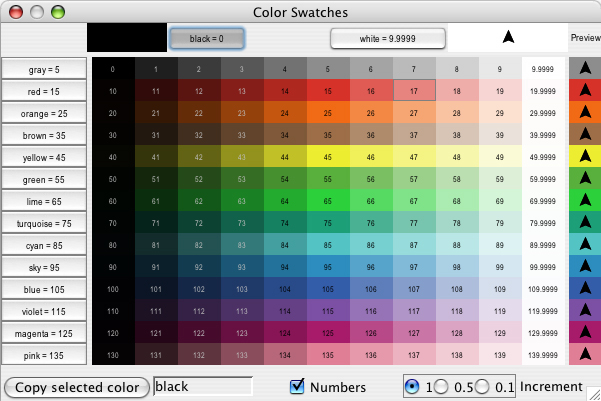 Color Swatches
black = 0 white = 9.9999 Preview
gray = 5 0 1 2 3 4 5 6 7 8 9 9.9999
red = 15 10 11 12 13 14 15 16 17 18 19 19.9999
orange = 25 20 21 22 23 24 25 26 27 28 29 29.9999
brown = 35 30 31 32 33 34 35 36 37 38 39 39.9999
yellow = 45 40 41 42 43 44 45 46 47 48 49 49.9999
green = 55 50 51 52 53 54 55 56 57 58 59 59.9999
lime = 65 60 61 62 63 64 65 66 67 68 69 69.9999
turquoise = 75 70 71 72 73 74 75 76 77 78 79 79.9999
cyan = 85 80 81 82 83 84 85 86 87 88 89 89.9999
sky = 95 90 91 92 93 94 95 96 97 98 99 99.9999
blue = 105 100 101 102 103 104 105 106 107 108 109 109.9999
violet = 115 110 111 112 113 114 115 116 117 118 119 119.9999
magenta = 125 120 121 122 123 124 125 126 127 128 129 129.9999
pink = 135 130 131 132 133 134 135 136 137 138 139 139.9999
Copy selected color black Numbers 1 0.5 0.1 Increment